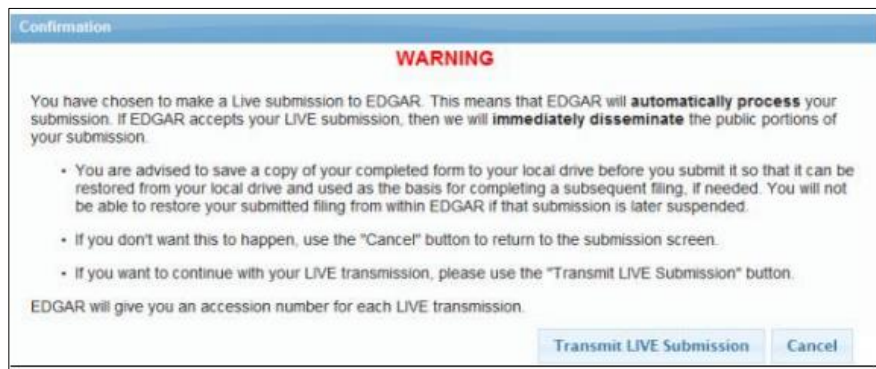 Confirmation
WARNING
You have chosen to make a Live submission to EDGAR. This means that EDGAR will automatically process your
submission. If EDGAR accepts your LIVE submission, then we will immediately disseminate the public portions of
your submission.
• You are advised to save a copy of your completed form to your local drive before you submit it so that it can be
restored from your local drive and used as the basis for completing a subsequent filing, if needed. You will not
be able to restore your submitted filing from within EDGAR if that submission is later suspended.
• If you don't want this to happen, use the "Cancel" button to return to the submission screen.
• If you want to continue with your LIVE transmission, please use the "Transmit LIVE Submission" button.
EDGAR will give you an accession number for each LIVE transmission.
Transmit LIVE Submission Cancel